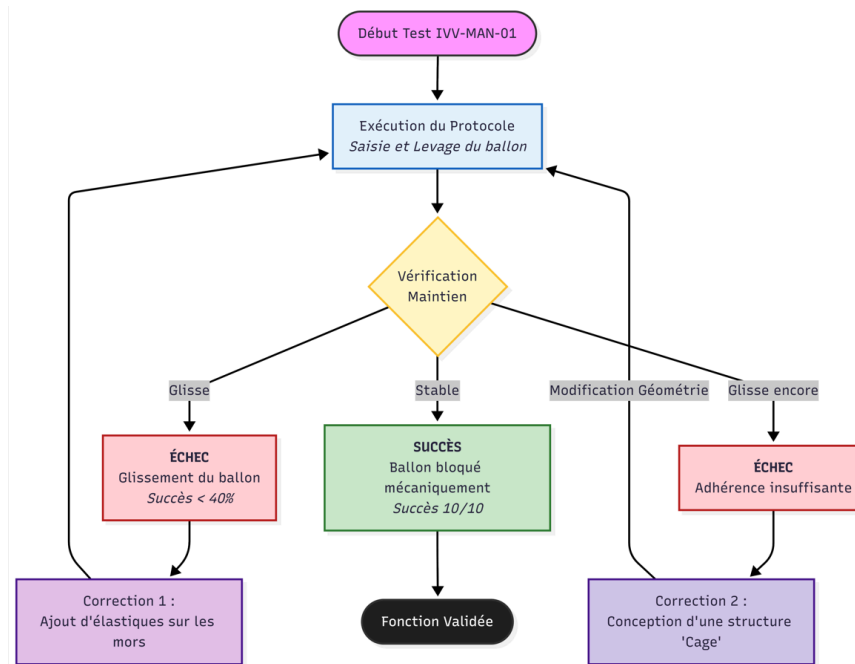 Début Test IVV-MAN-01
Exécution du Protocole
Saisie et Levage du ballon
Vérification
Maintien
Glisse
Stable
Modification Géométrie
Glisse encore
ÉCHEC
Glissement du ballon
Succès < 40%
SUCCÈS
Ballon bloqué
mécaniquement
Succès 10/10
ÉCHEC
Adhérence insuffisante
Correction 1 :
Ajout d'élastiques sur les
mors
Fonction Validée
Correction 2 :
Conception d'une structure
'Cage'